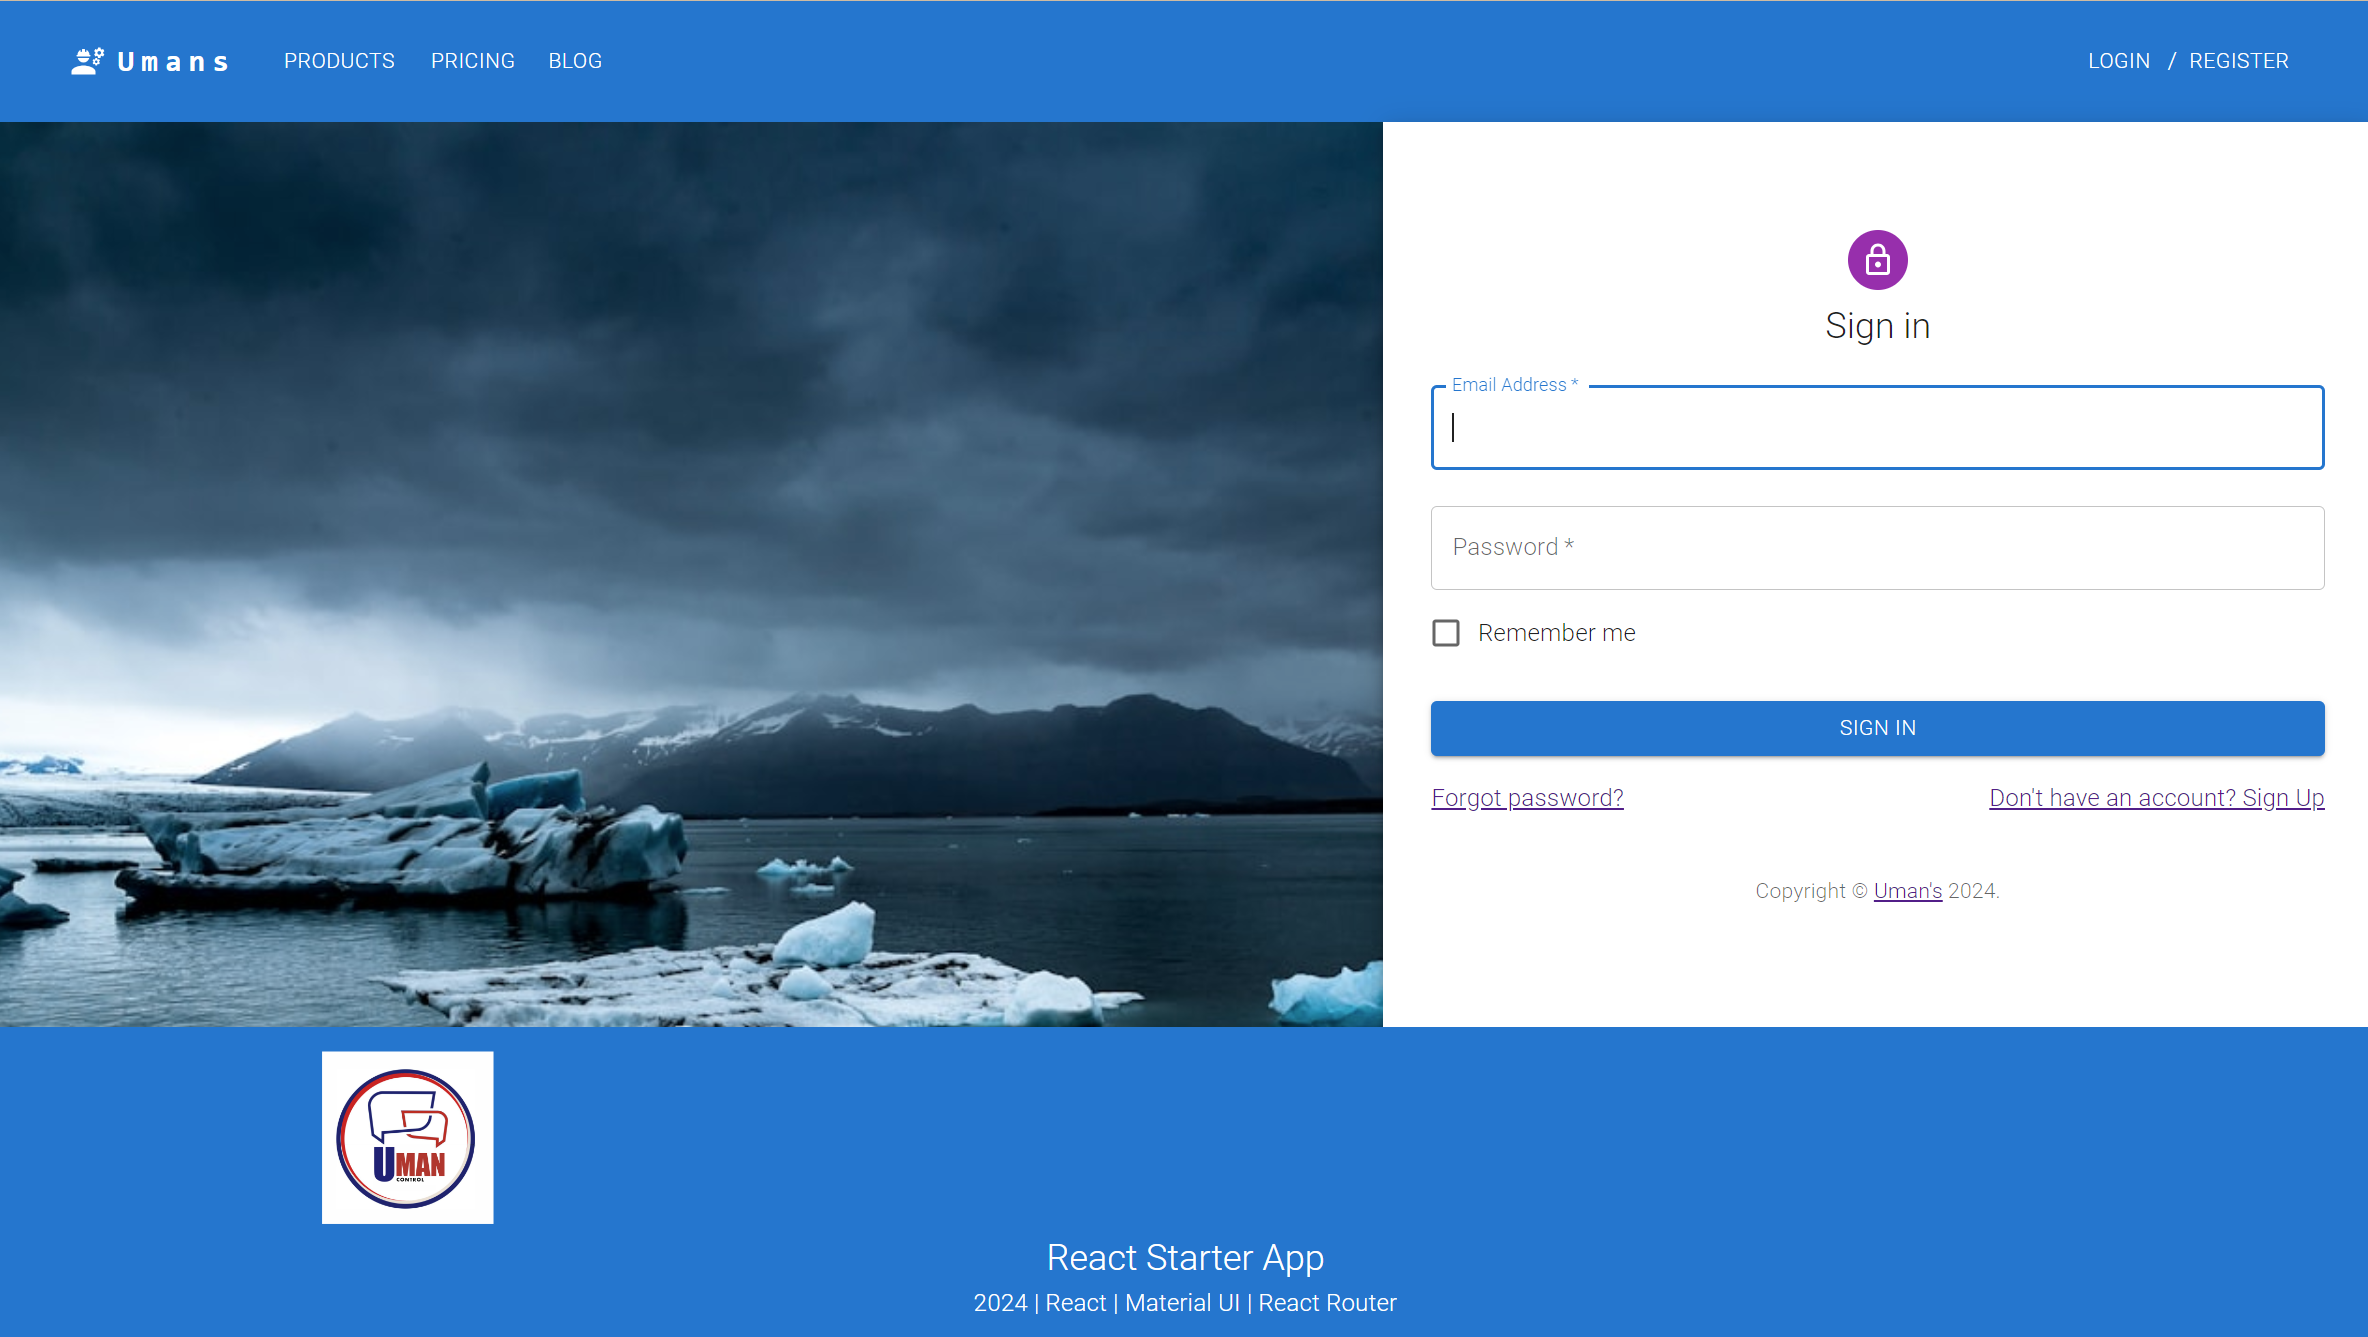 Umans PRODUCTS PRICING BLOG LOGIN / REGISTER
Sign in
Email Address *
Password *
Remember me
SIGN IN
Forgot password? Don't have an account? Sign Up
Copyright © Uman's 2024.
UMAN
CONTROL
React Starter App
2024 | React | Material UI | React Router